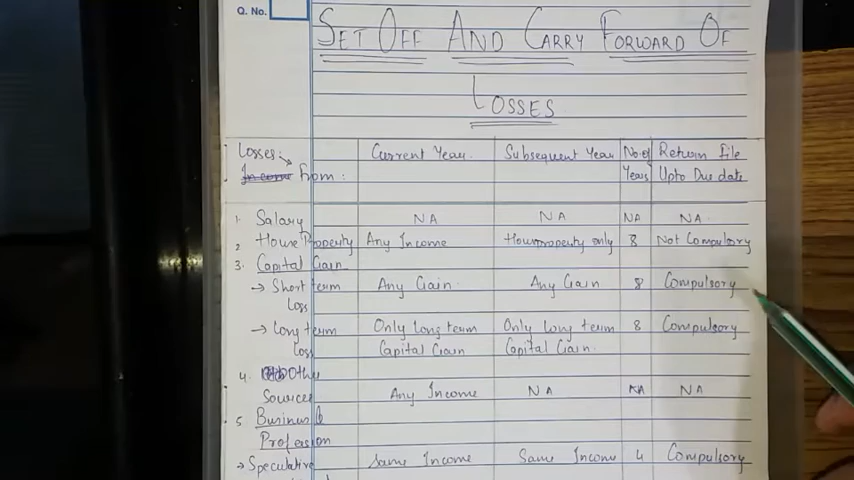 Q. No.
SET OFF AND CARRY FORWARD OF
LOSSES
Losses Current Year. Subsequent Year No. of Return File
Income from: Years Upto Due date
1. Salary NA NA NA NA
2 House Property Any Income House property only 8 Not Compulsory
3. Capital Gain
→ Short term Any Gain. Any Gain 8 Compulsory
Loss
→ Long term Only Long term Only Long term 8 Compulsory
Loss Capital Gain Capital Gain.
4. Other
Sources Any Income NA NA NA
5. Business &
Profession
→ Speculative Same Income Same Income 4 Compulsory